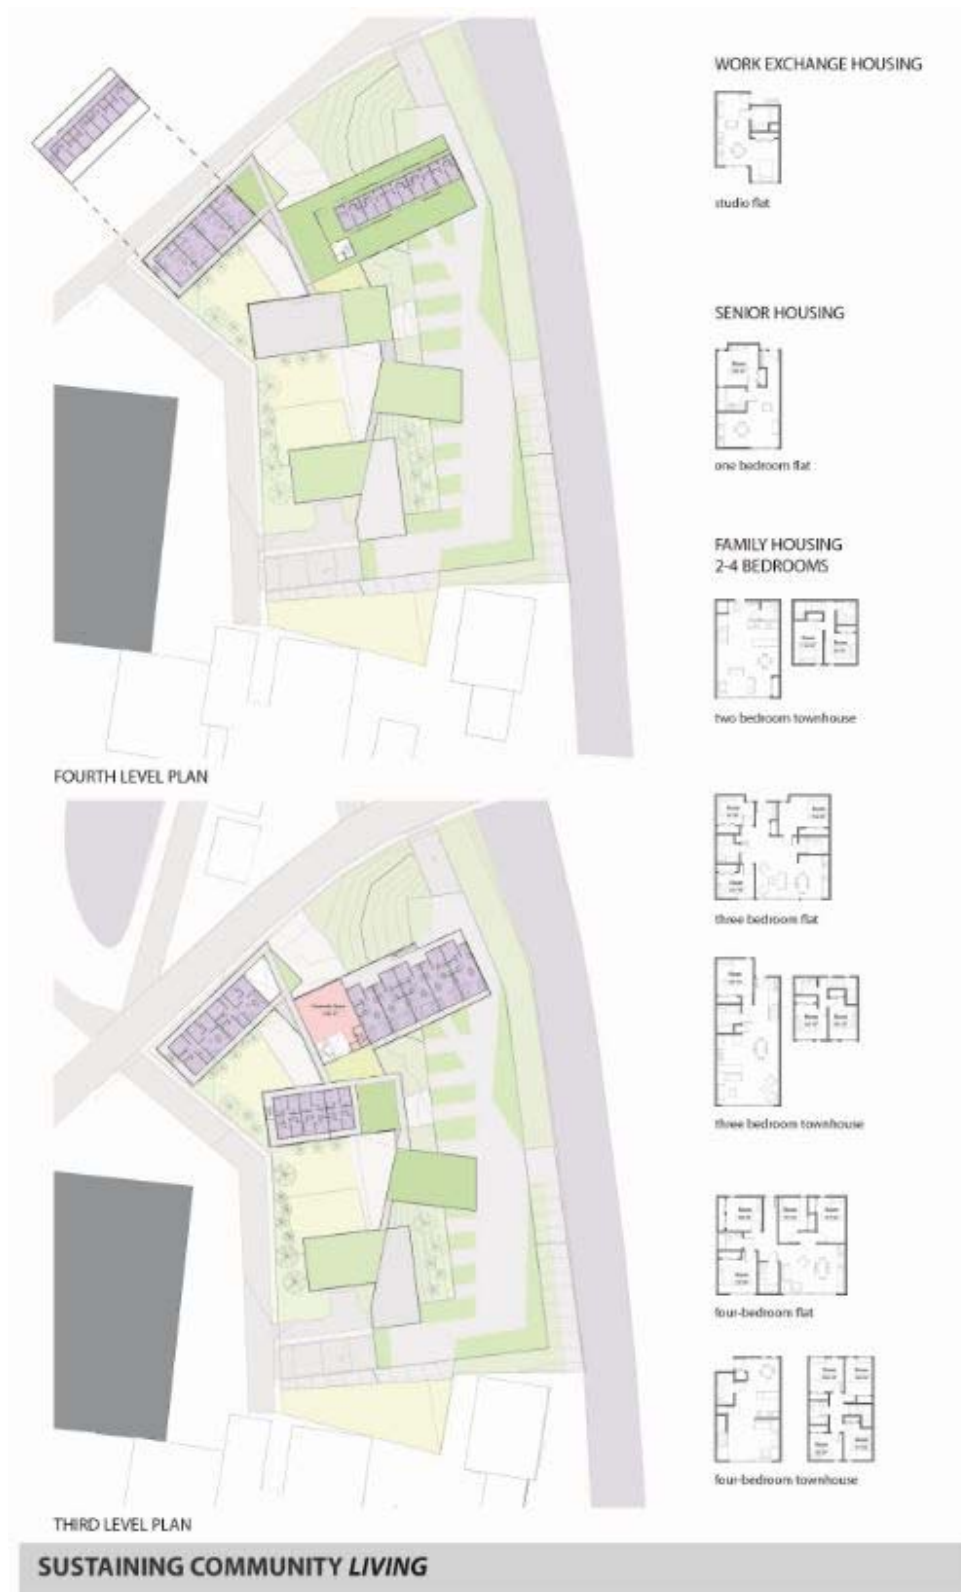 WORK EXCHANGE HOUSING
studio flat
SENIOR HOUSING
one bedroom flat
FAMILY HOUSING
2-4 BEDROOMS
two bedroom townhouse
FOURTH LEVEL PLAN
three bedroom flat
three bedroom townhouse
four-bedroom flat
four-bedroom townhouse
THIRD LEVEL PLAN
SUSTAINING COMMUNITY LIVING